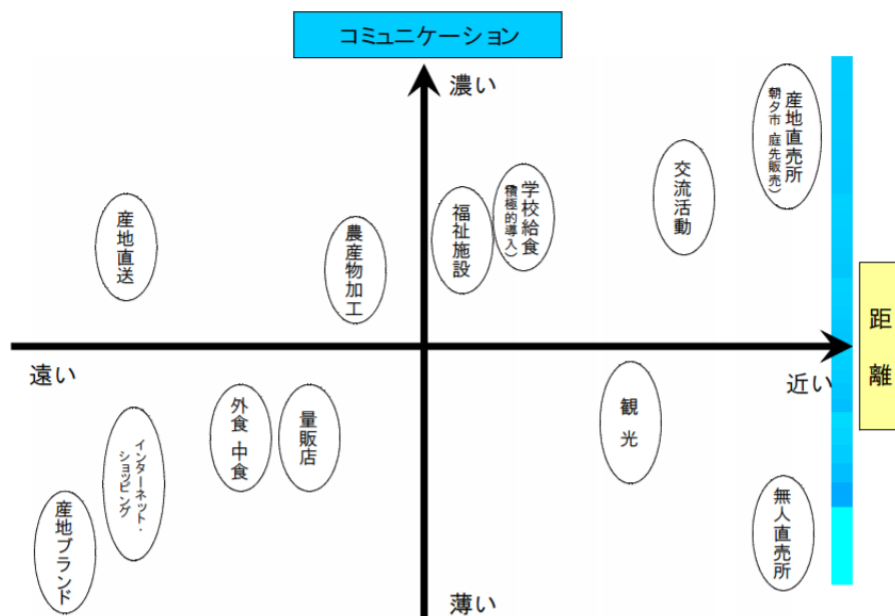 コミュニケーション
濃い
産地直売所
（朝夕市 庭先販売）
交流活動
学校給食
（積極的導入）
福祉施設
農産物加工
産地直送
距離
遠い
近い
観光
量販店
外食 中食
インターネット・
ショッピング
産地ブランド
無人直売所
薄い